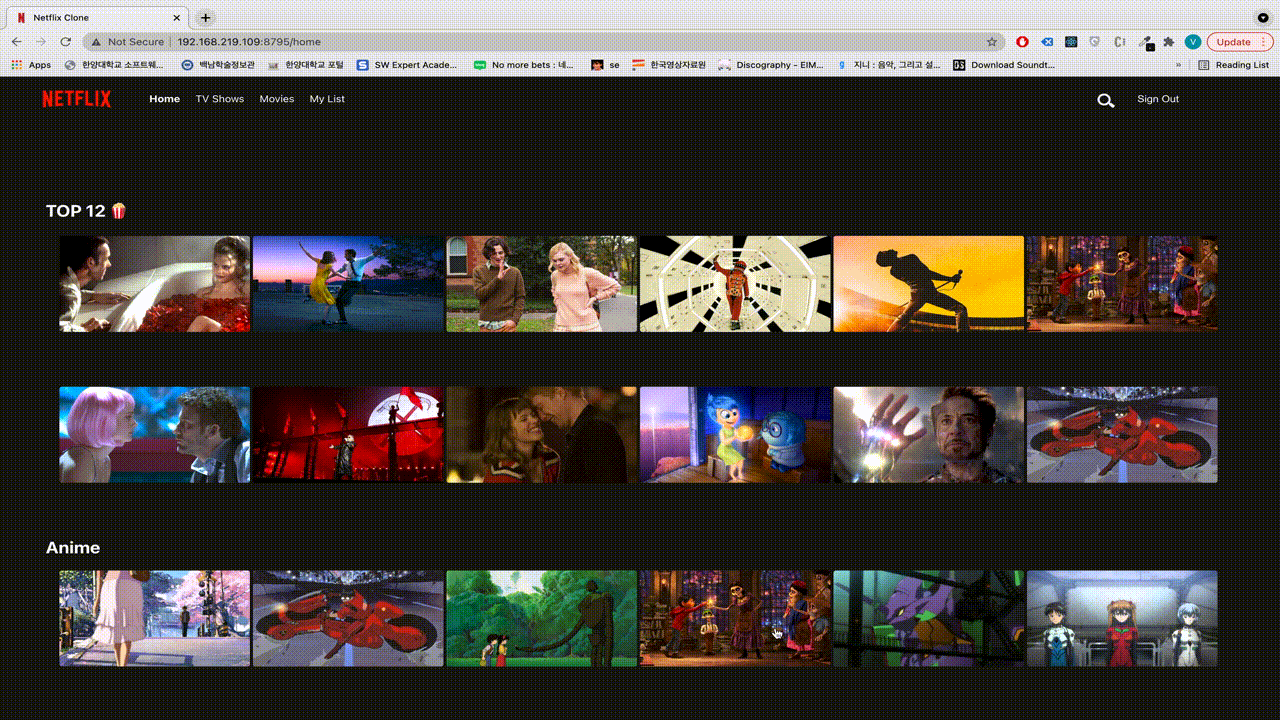 Netflix Clone
Not Secure | 192.168.219.109:8795/home
Update
Apps 한양대학교 소프트웨... 백남학술정보관 한양대학교 포털 SW Expert Acade... No more bets : 네... se 한국영상자료원 Discography – EIM... 지니 : 음악, 그리고 설... Download Soundt... » Reading List
NETFLIX Home TV Shows Movies My List Sign Out
TOP 12
Anime